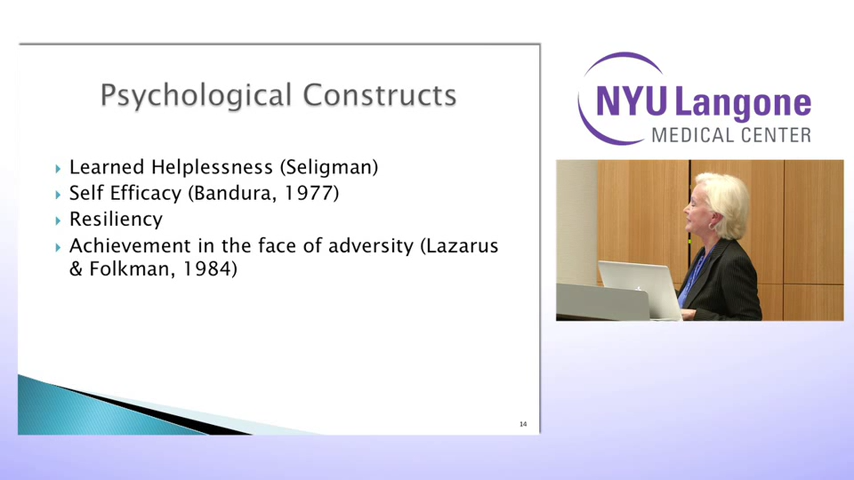 Psychological Constructs
Learned Helplessness (Seligman)
Self Efficacy (Bandura, 1977)
Resiliency
Achievement in the face of adversity (Lazarus
& Folkman, 1984)
14
NYU Langone
MEDICAL CENTER